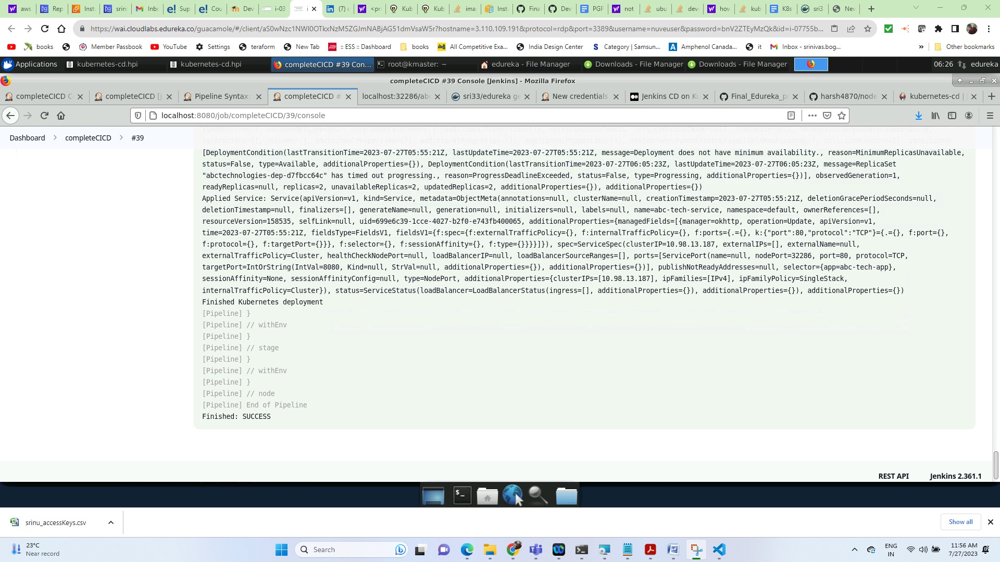 aws
Rep
Inst
srin
Inbo
Sup
Cou
Dev
i-03
i-
(7) c
<pr
Kub
Kub
ima
Inst
Fina
Dev
PGP
not
ubu
dev
how
kub
K8s
sri3
New
https://wai.cloudlabs.edureka.co/guacamole/#/client/aS0wNzc1NWI0OTkxNzM5ZGJmNABjAG51dmVsaW5r?hostname=3.110.109.191&protocol=rdp&port=3389&username=nuveuser&password=bnV2ZTEyMzQk&id=i-07755b...
books
Member Passbook
YouTube
Settings
teraform
New Tab
:: ESS :: Dashboard
books
All Competitive Exa...
India Design Center
Category | Samsun...
Amphenol Canada...
it
Inbox - srinivas.bog...
»
Other bookmarks
Applications
kubernetes-cd.hpi
kubernetes-cd.hpi
completeCICD #39 Con...
root@kmaster: ~
edureka - File Manager
Downloads - File Manager
Downloads - File Manager
06:26
edureka
completeCICD #39 Console [Jenkins] - Mozilla Firefox
completeCICD C
completeCICD [J
Pipeline Syntax:
completeCICD #
localhost:32286/abc
sri33/edureka ge
New credentials
Jenkins CD on Ku
Final_Edureka_pr
harsh4870/node
kubernetes-cd |
localhost:8080/job/completeCICD/39/console
Dashboard > completeCICD > #39
[DeploymentCondition(lastTransitionTime=2023-07-27T05:55:21Z, lastUpdateTime=2023-07-27T05:55:21Z, message=Deployment does not have minimum availability., reason=MinimumReplicasUnavailable,
status=False, type=Available, additionalProperties={}), DeploymentCondition(lastTransitionTime=2023-07-27T06:05:23Z, lastUpdateTime=2023-07-27T06:05:23Z, message=ReplicaSet
"abctechnologies-dep-d7fbcc64c" has timed out progressing., reason=ProgressDeadlineExceeded, status=False, type=Progressing, additionalProperties={})], observedGeneration=1,
readyReplicas=null, replicas=2, unavailableReplicas=2, updatedReplicas=2, additionalProperties={}), additionalProperties={})
Applied Service: Service(apiVersion=v1, kind=Service, metadata=ObjectMeta(annotations=null, clusterName=null, creationTimestamp=2023-07-27T05:55:21Z, deletionGracePeriodSeconds=null,
deletionTimestamp=null, finalizers=[], generateName=null, generation=null, initializers=null, labels=null, name=abc-tech-service, namespace=default, ownerReferences=[],
resourceVersion=158535, selfLink=null, uid=699e6c39-1cce-4027-b2f0-e743fb400065, additionalProperties={managedFields=[{manager=okhttp, operation=Update, apiVersion=v1,
time=2023-07-27T05:55:21Z, fieldsType=FieldsV1, fieldsV1={f:spec={f:externalTrafficPolicy={}, f:internalTrafficPolicy={}, f:ports={.={}, k:{"port":80,"protocol":"TCP"}={.={}, f:port={},
f:protocol={}, f:targetPort={}}}, f:selector={}, f:sessionAffinity={}, f:type={}}}}]}), spec=ServiceSpec(clusterIP=10.98.13.187, externalIPs=[], externalName=null,
externalTrafficPolicy=Cluster, healthCheckNodePort=null, loadBalancerIP=null, loadBalancerSourceRanges=[], ports=[ServicePort(name=null, nodePort=32286, port=80, protocol=TCP,
targetPort=IntOrString(IntVal=8080, Kind=null, StrVal=null, additionalProperties={}), additionalProperties={})], publishNotReadyAddresses=null, selector={app=abc-tech-app},
sessionAffinity=None, sessionAffinityConfig=null, type=NodePort, additionalProperties={clusterIPs=[10.98.13.187], ipFamilies=[IPv4], ipFamilyPolicy=SingleStack,
internalTrafficPolicy=Cluster}), status=ServiceStatus(loadBalancer=LoadBalancerStatus(ingress=[], additionalProperties={}), additionalProperties={}), additionalProperties={})
Finished Kubernetes deployment
[Pipeline] }
[Pipeline] // withEnv
[Pipeline] }
[Pipeline] // stage
[Pipeline] }
[Pipeline] // withEnv
[Pipeline] }
[Pipeline] // node
[Pipeline] End of Pipeline
Finished: SUCCESS
REST API
Jenkins 2.361.1
srinu_accessKeys.csv
Show all
23°C
Near record
Search
ENG
IN
11:56 AM
7/27/2023